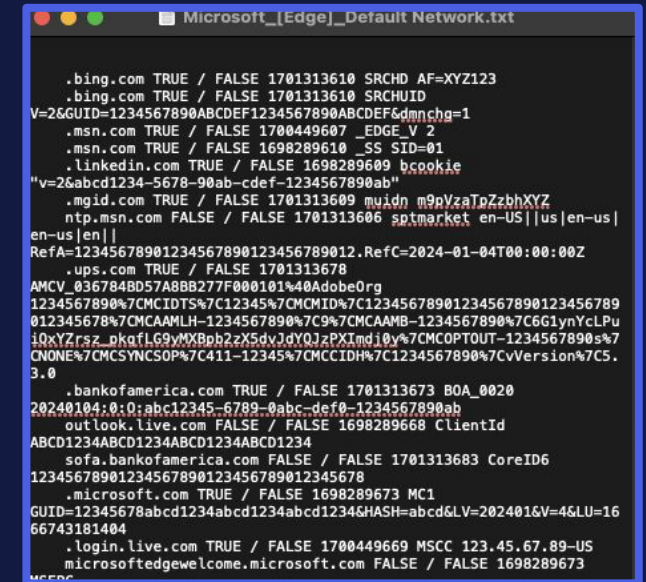 Microsoft_[Edge]_Default Network.txt
.bing.com TRUE / FALSE 1701313610 SRCHD AF=XYZ123
.bing.com TRUE / FALSE 1701313610 SRCHUID
V=2&GUID=1234567890ABCDEF1234567890ABCDEF&dmnchg=1
.msn.com TRUE / FALSE 1700449607 _EDGE_V 2
.msn.com TRUE / FALSE 1698289610 _SS SID=01
.linkedin.com TRUE / FALSE 1698289609 bcookie
"v=2&abcd1234-5678-90ab-cdef-1234567890ab"
.mgid.com TRUE / FALSE 1701313609 muidn m9pVzaTpZzbhXYZ
ntp.msn.com FALSE / FALSE 1701313606 sptmarket en-US||us|en-us|
en-us|en||
RefA=12345678901234567890123456789012.RefC=2024-01-04T00:00:00Z
.ups.com TRUE / FALSE 1701313678
AMCV_036784BD57A8BB277F000101%40AdobeOrg
1234567890%7CMCIDTS%7C12345%7CMCMID%7C12345678901234567890123456789
012345678%7CMCAAMLH-1234567890%7C9%7CMCAAMB-1234567890%7C6G1ynYcLPu
iQxYZrsz_pkqfLG9yMXBpb2zX5dvJdYQJzPXImdj0y%7CMCOPTOUT-1234567890s%7
CNONE%7CMCSYNCSOP%7C411-12345%7CMCCIDH%7C1234567890%7CvVersion%7C5.
3.0
.bankofamerica.com TRUE / FALSE 1701313673 BOA_0020
20240104:0:O:abc12345-6789-0abc-def0-1234567890ab
outlook.live.com FALSE / FALSE 1698289668 ClientId
ABCD1234ABCD1234ABCD1234ABCD1234
sofa.bankofamerica.com FALSE / FALSE 1701313683 CoreID6
12345678901234567890123456789012345678
.microsoft.com TRUE / FALSE 1698289673 MC1
GUID=12345678abcd1234abcd1234abcd1234&HASH=abcd&LV=202401&V=4&LU=16
66743181404
.login.live.com TRUE / FALSE 1700449669 MSCC 123.45.67.89-US
microsoftedgewelcome.microsoft.com FALSE / FALSE 1698289673